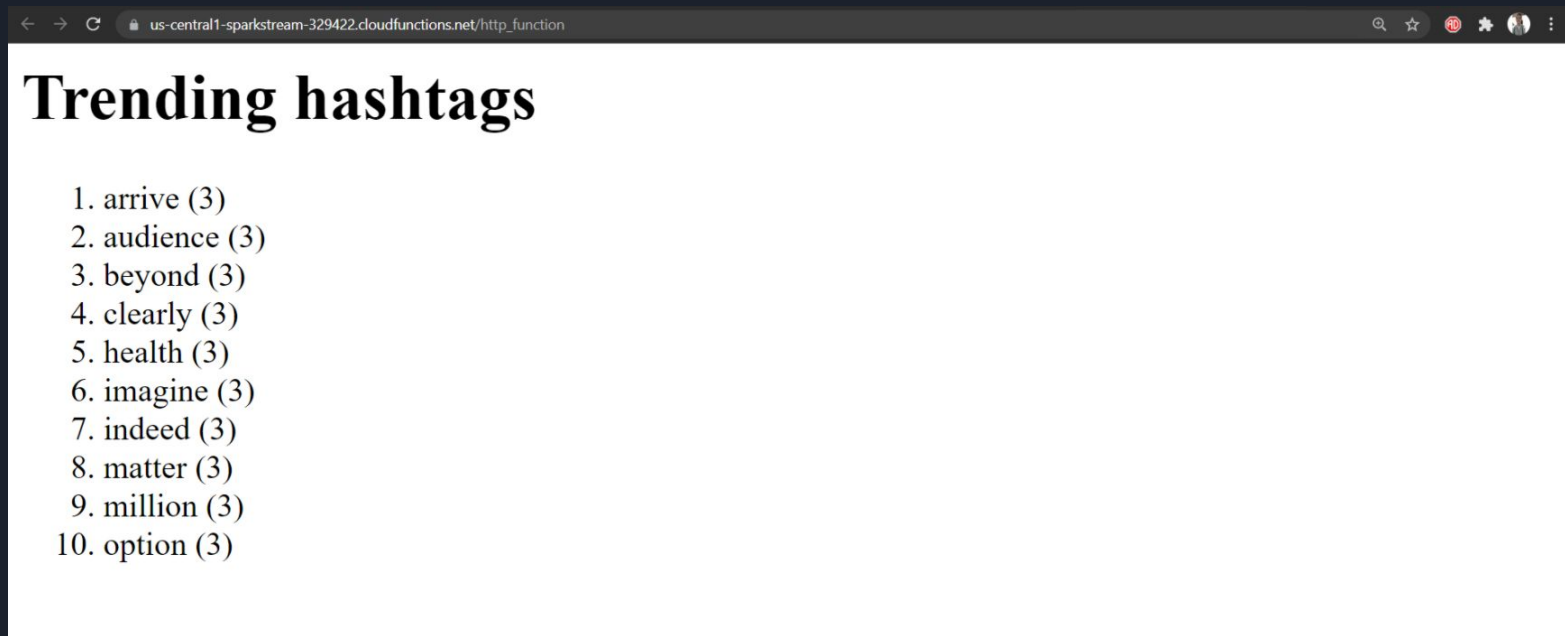 us-central1-sparkstream-329422.cloudfunctions.net/http_function
Trending hashtags
1. arrive (3)
2. audience (3)
3. beyond (3)
4. clearly (3)
5. health (3)
6. imagine (3)
7. indeed (3)
8. matter (3)
9. million (3)
10. option (3)